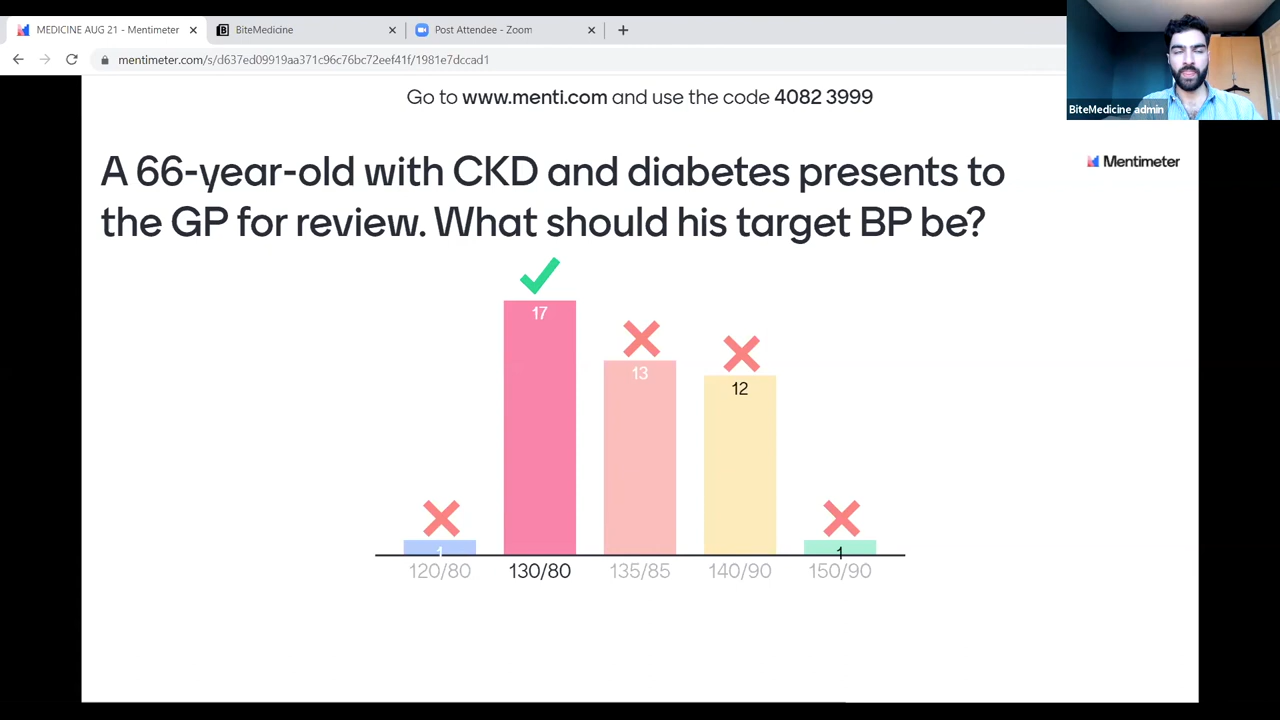 MEDICINE AUG 21 - Mentimeter
BiteMedicine
Post Attendee - Zoom
mentimeter.com/s/d637ed09919aa371c96c76bc72eef41f/1981e7dccad1
BiteMedicine admin
Go to www.menti.com and use the code 4082 3999
Mentimeter
A 66-year-old with CKD and diabetes presents to
the GP for review. What should his target BP be?
17
13
12
1
1
120/80
130/80
135/85
140/90
150/90